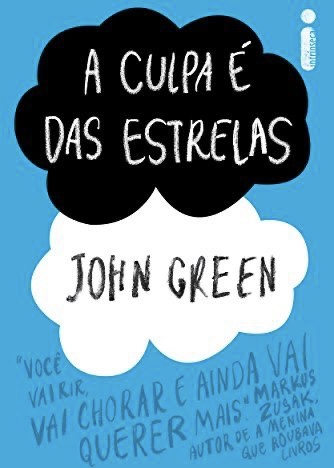 intrínseca
A CULPA É
DAS ESTRELAS
JOHN GREEN
"VOCÊ
VAI RIR,
VAI CHORAR E AINDA VAI
QUERER MAIS". MARKUS
ZUSAK,
AUTOR DE A MENINA
QUE ROUBAVA
LIVROS